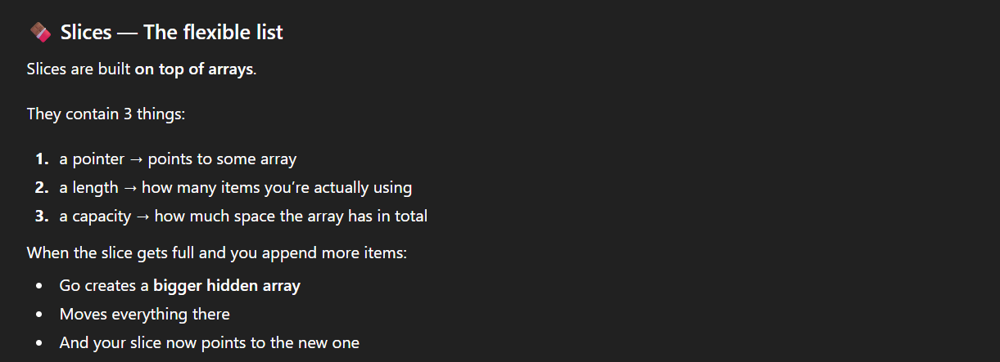 Slices — The flexible list
Slices are built on top of arrays.
They contain 3 things:
1. a pointer → points to some array
2. a length → how many items you’re actually using
3. a capacity → how much space the array has in total
When the slice gets full and you append more items:
• Go creates a bigger hidden array
• Moves everything there
• And your slice now points to the new one